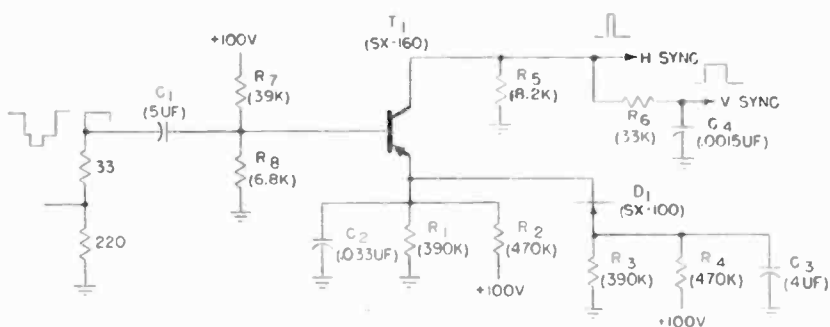 T1
(SX-160)
+100V
R7
(39K)
C1
(5UF)
R8
(6.8K)
33
220
R5
(8.2K)
H SYNC
V SYNC
R6
(33K)
C4
(.0015UF)
D1
(SX-100)
C2
(.033UF)
R1
(390K)
R2
(470K)
+100V
R3
(390K)
R4
(470K)
C3
(4UF)
+100V